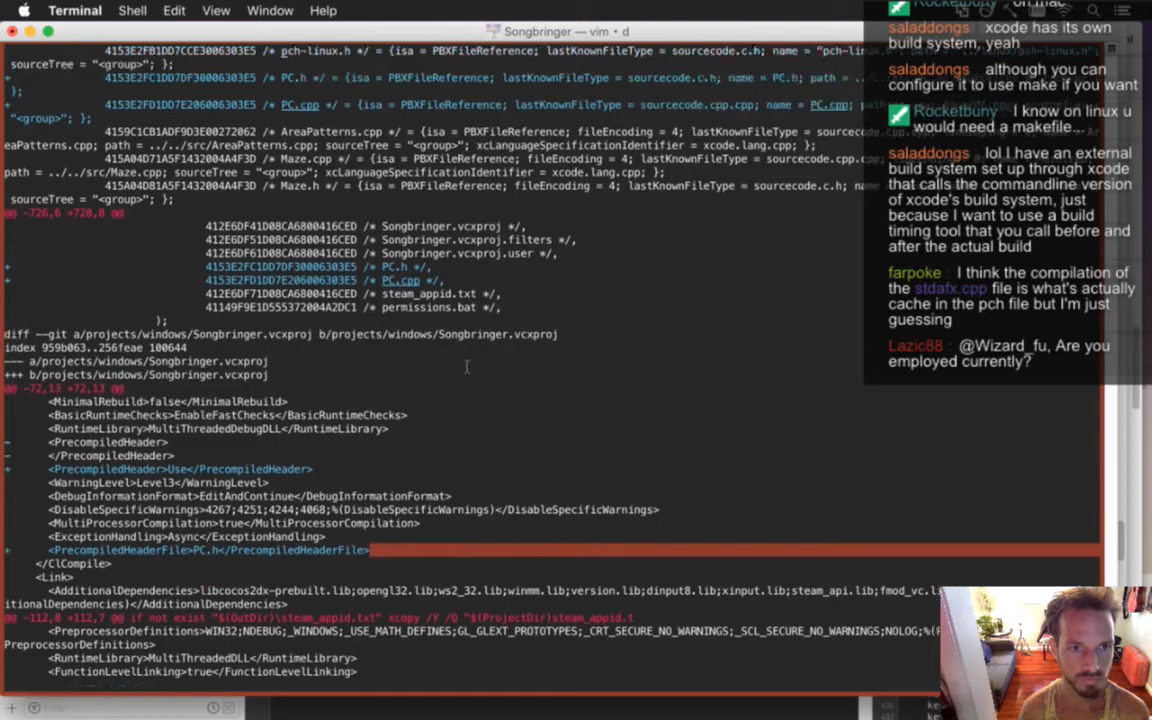 Terminal Shell Edit View Window Help
Songbringer — vim • d
4153E2FB1DD7CCE3006303E5 /* pch-linux.h */ = {isa = PBXFileReference; lastKnownFileType = sourcecode.c.h; name = "pch-linux.h";
sourceTree = "<group>"; };
+ 4153E2FC1DD7DF30006303E5 /* PC.h */ = {isa = PBXFileReference; lastKnownFileType = sourcecode.c.h; name = PC.h; path =
};
+ 4153E2FD1DD7E206006303E5 /* PC.cpp */ = {isa = PBXFileReference; lastKnownFileType = sourcecode.cpp.cpp; name = PC.cpp;
"<group>"; };
4159C1CB1ADF9D3E00272062 /* AreaPatterns.cpp */ = {isa = PBXFileReference; fileEncoding = 4; lastKnownFileType =
eaPatterns.cpp; path = ../../src/AreaPatterns.cpp; sourceTree = "<group>"; xcLanguageSpecificationIdentifier = xcode.lang.cpp; };
415A04D71A5F1432004A4F3D /* Maze.cpp */ = {isa = PBXFileReference; fileEncoding = 4; lastKnownFileType =
path = ../../src/Maze.cpp; sourceTree = "<group>"; xcLanguageSpecificationIdentifier = xcode.lang.cpp; };
415A04D81A5F1432004A4F3D /* Maze.h */ = {isa = PBXFileReference; fileEncoding = 4; lastKnownFileType = sourcecode.c.h; name
sourceTree = "<group>"; };
@@ -726,6 +728,8 @@
412E6DF41D08CA6800416CED /* Songbringer.vcxproj */,
412E6DF51D08CA6800416CED /* Songbringer.vcxproj.filters */,
412E6DF61D08CA6800416CED /* Songbringer.vcxproj.user */,
+ 4153E2FC1DD7DF30006303E5 /* PC.h */,
+ 4153E2FD1DD7E206006303E5 /* PC.cpp */,
412E6DF71D08CA6800416CED /* steam_appid.txt */,
41149F9E1D555372004A2DC1 /* permissions.bat */,
);
diff --git a/projects/windows/Songbringer.vcxproj b/projects/windows/Songbringer.vcxproj
index 959b063..256feae 100644
--- a/projects/windows/Songbringer.vcxproj
+++ b/projects/windows/Songbringer.vcxproj
@@ -72,13 +72,13 @@
<MinimalRebuild>false</MinimalRebuild>
<BasicRuntimeChecks>EnableFastChecks</BasicRuntimeChecks>
<RuntimeLibrary>MultiThreadedDebugDLL</RuntimeLibrary>
- <PrecompiledHeader>
- </PrecompiledHeader>
+ <PrecompiledHeader>Use</PrecompiledHeader>
<WarningLevel>Level3</WarningLevel>
<DebugInformationFormat>EditAndContinue</DebugInformationFormat>
<DisableSpecificWarnings>4267;4251;4244;4068;%(DisableSpecificWarnings)</DisableSpecificWarnings>
<MultiProcessorCompilation>true</MultiProcessorCompilation>
<ExceptionHandling>Async</ExceptionHandling>
+ <PrecompiledHeaderFile>PC.h</PrecompiledHeaderFile>
</ClCompile>
<Link>
<AdditionalDependencies>libcocos2dx-prebuilt.lib;opengl32.lib;ws2_32.lib;winmm.lib;version.lib;dinput8.lib;xinput.lib;steam_api.lib;fmod_vc.l
itionalDependencies)</AdditionalDependencies>
@@ -112,8 +112,7 @@ if not exist "$(OutDir)\steam_appid.txt" xcopy /Y /Q "$(ProjectDir)steam_appid.t
<PreprocessorDefinitions>WIN32;NDEBUG;_WINDOWS;_USE_MATH_DEFINES;GL_GLEXT_PROTOTYPES;_CRT_SECURE_NO_WARNINGS;_SCL_SECURE_NO_WARNINGS;NOLOG;%(
PreprocessorDefinitions>
<RuntimeLibrary>MultiThreadedDLL</RuntimeLibrary>
<FunctionLevelLinking>true</FunctionLevelLinking>
Filter
Rocketbuny on mac
saladdongs xcode has its own
build system, yeah
saladdongs although you can
configure it to use make if you want
Rocketbuny : I know on linux u
would need a makefile...
saladdongs : lol I have an external
build system set up through xcode
that calls the commandline version
of xcode's build system, just
because I want to use a build
timing tool that you call before and
after the actual build
farpoke : I think the compilation of
the stdafx.cpp file is what's actually
cache in the pch file but I'm just
guessing
Lazic88 : @Wizard_fu, Are you
employed currently?